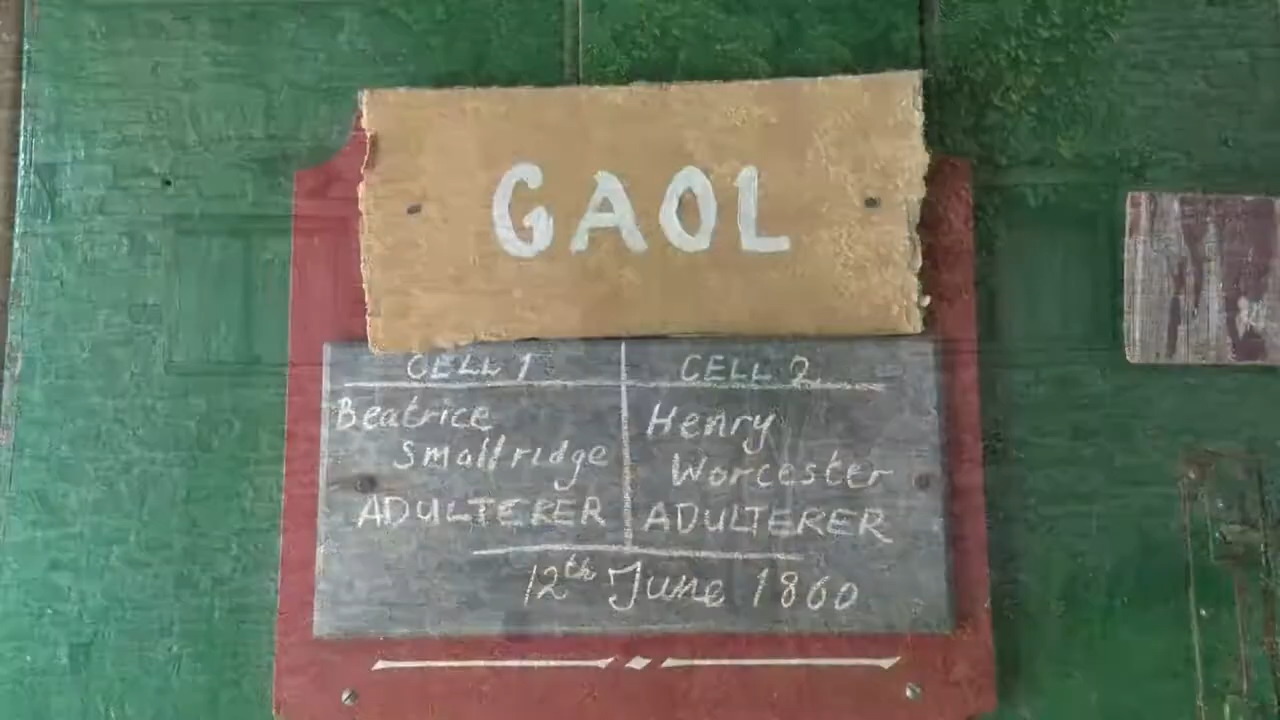 GAOL
CELL 1 CELL 2
Beatrice Henry
Smallridge Worcester
ADULTERER ADULTERER
12th June 1860